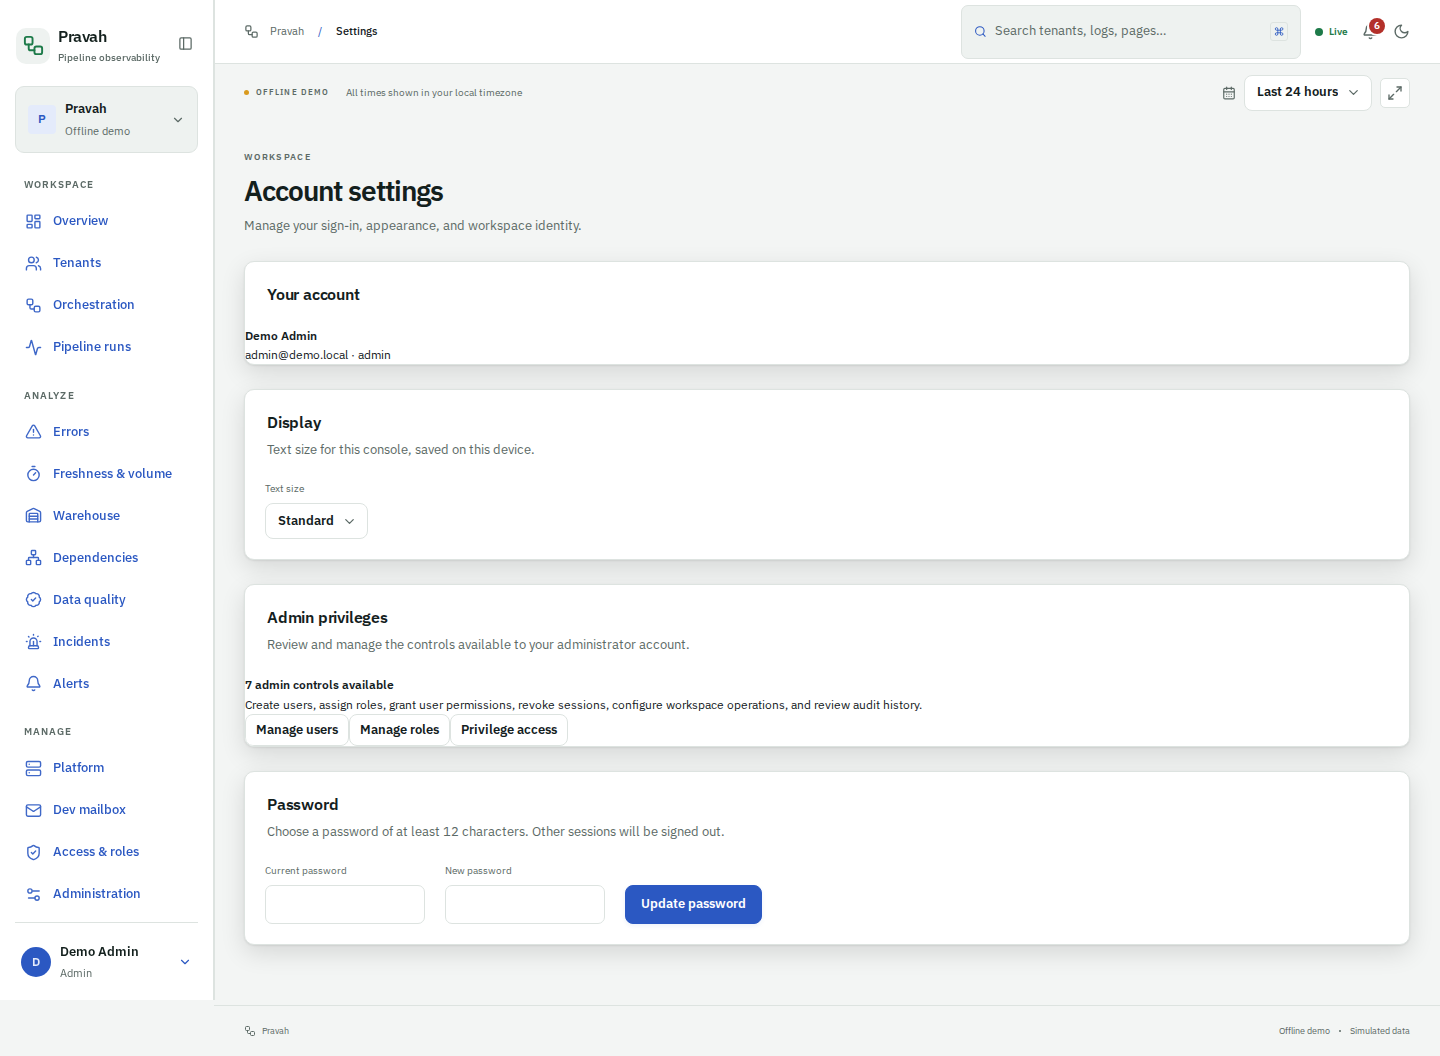 Pravah
Pipeline observability
P
Pravah
Offline demo
WORKSPACE
Overview
Tenants
Orchestration
Pipeline runs
ANALYZE
Errors
Freshness & volume
Warehouse
Dependencies
Data quality
Incidents
Alerts
MANAGE
Platform
Dev mailbox
Access & roles
Administration
D
Demo Admin
Admin
Pravah / Settings
Search tenants, logs, pages...
⌘
Live
6
OFFLINE DEMO
All times shown in your local timezone
Last 24 hours
WORKSPACE
Account settings
Manage your sign-in, appearance, and workspace identity.
Your account
Demo Admin
admin@demo.local · admin
Display
Text size for this console, saved on this device.
Text size
Standard
Admin privileges
Review and manage the controls available to your administrator account.
7 admin controls available
Create users, assign roles, grant user permissions, revoke sessions, configure workspace operations, and review audit history.
Manage users Manage roles Privilege access
Password
Choose a password of at least 12 characters. Other sessions will be signed out.
Current password New password
Update password
Pravah
Offline demo • Simulated data